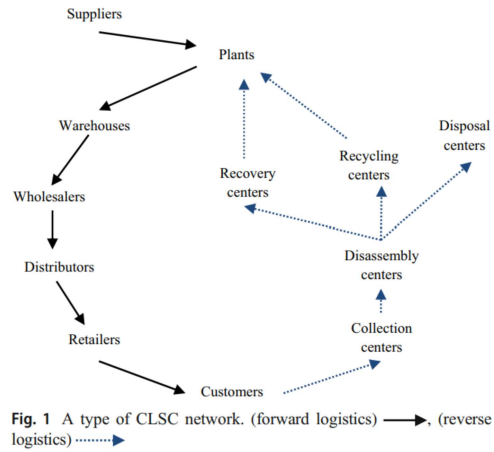 Suppliers
Plants
Warehouses
Disposal
centers
Recycling
centers
Recovery
centers
Wholesalers
Disassembly
centers
Distributors
Collection
centers
Retailers
Customers
Fig. 1 A type of CLSC network. (forward logistics) , (reverse
logistics)